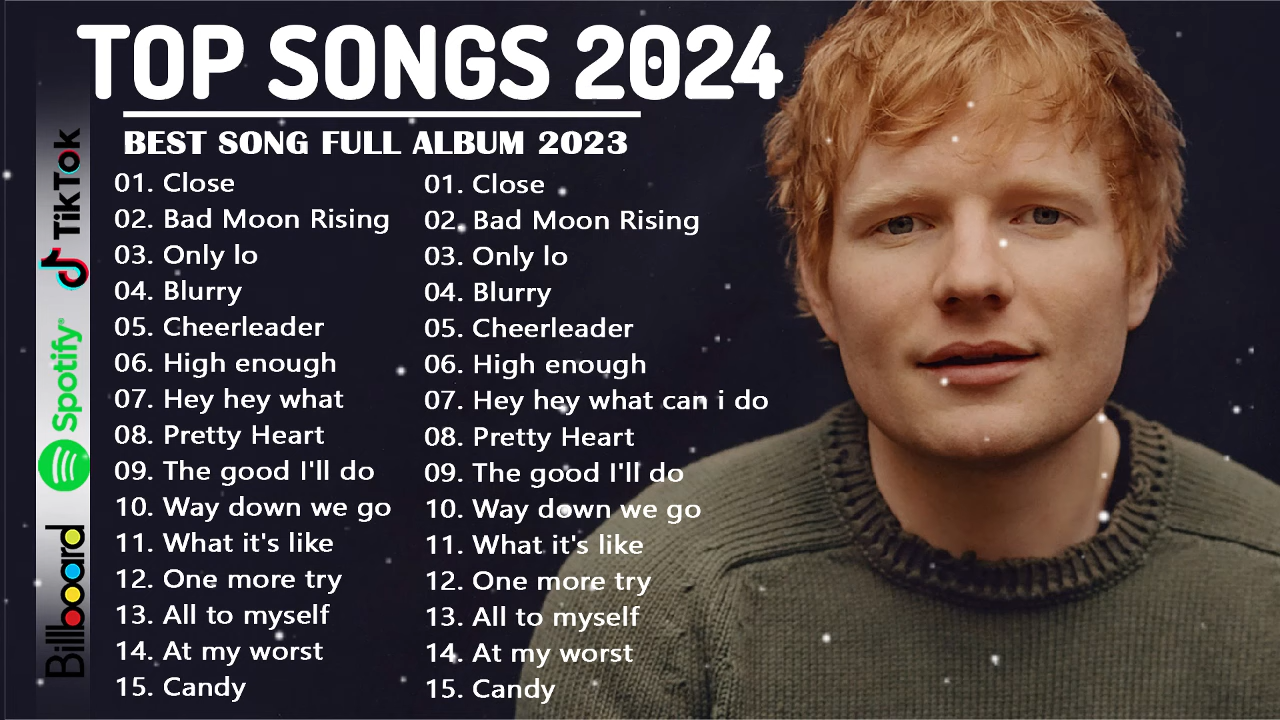 TOP SONGS 2024
BEST SONG FULL ALBUM 2023
01. Close
02. Bad Moon Rising
03. Only lo
04. Blurry
05. Cheerleader
06. High enough
07. Hey hey what
08. Pretty Heart
09. The good I'll do
10. Way down we go
11. What it's like
12. One more try
13. All to myself
14. At my worst
15. Candy
01. Close
02. Bad Moon Rising
03. Only lo
04. Blurry
05. Cheerleader
06. High enough
07. Hey hey what can i do
08. Pretty Heart
09. The good I'll do
10. Way down we go
11. What it's like
12. One more try
13. All to myself
14. At my worst
15. Candy
TikTok
Spotify®
Billboard